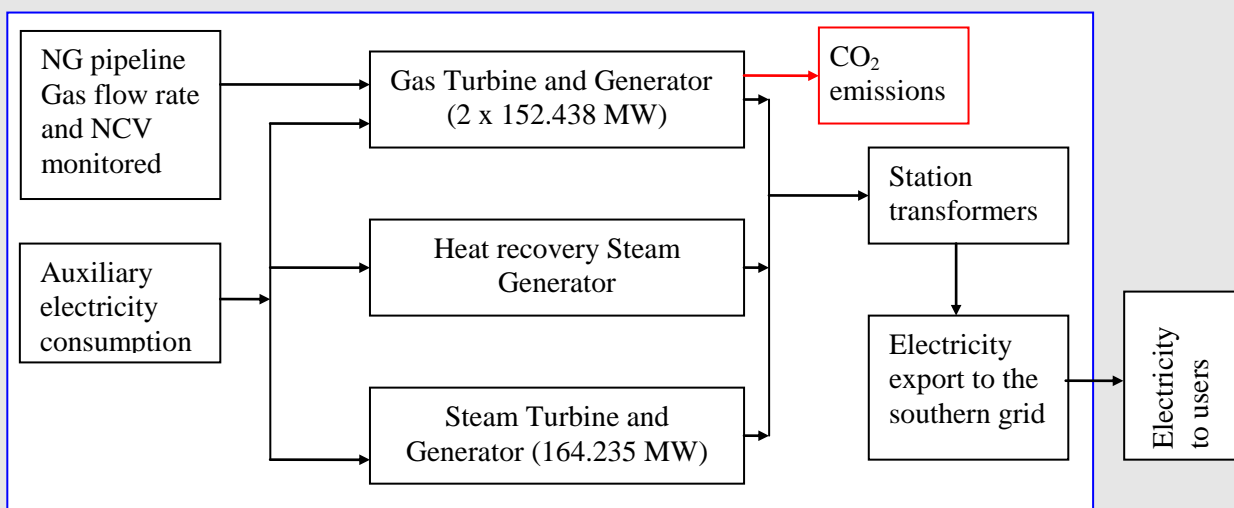 NG pipeline
Gas flow rate
and NCV
monitored
Gas Turbine and Generator
(2 x 152.438 MW)
CO₂
emissions
Station
transformers
Auxiliary
electricity
consumption
Heat recovery Steam
Generator
Steam Turbine and
Generator (164.235 MW)
Electricity
export to the
southern grid
Electricity
to users